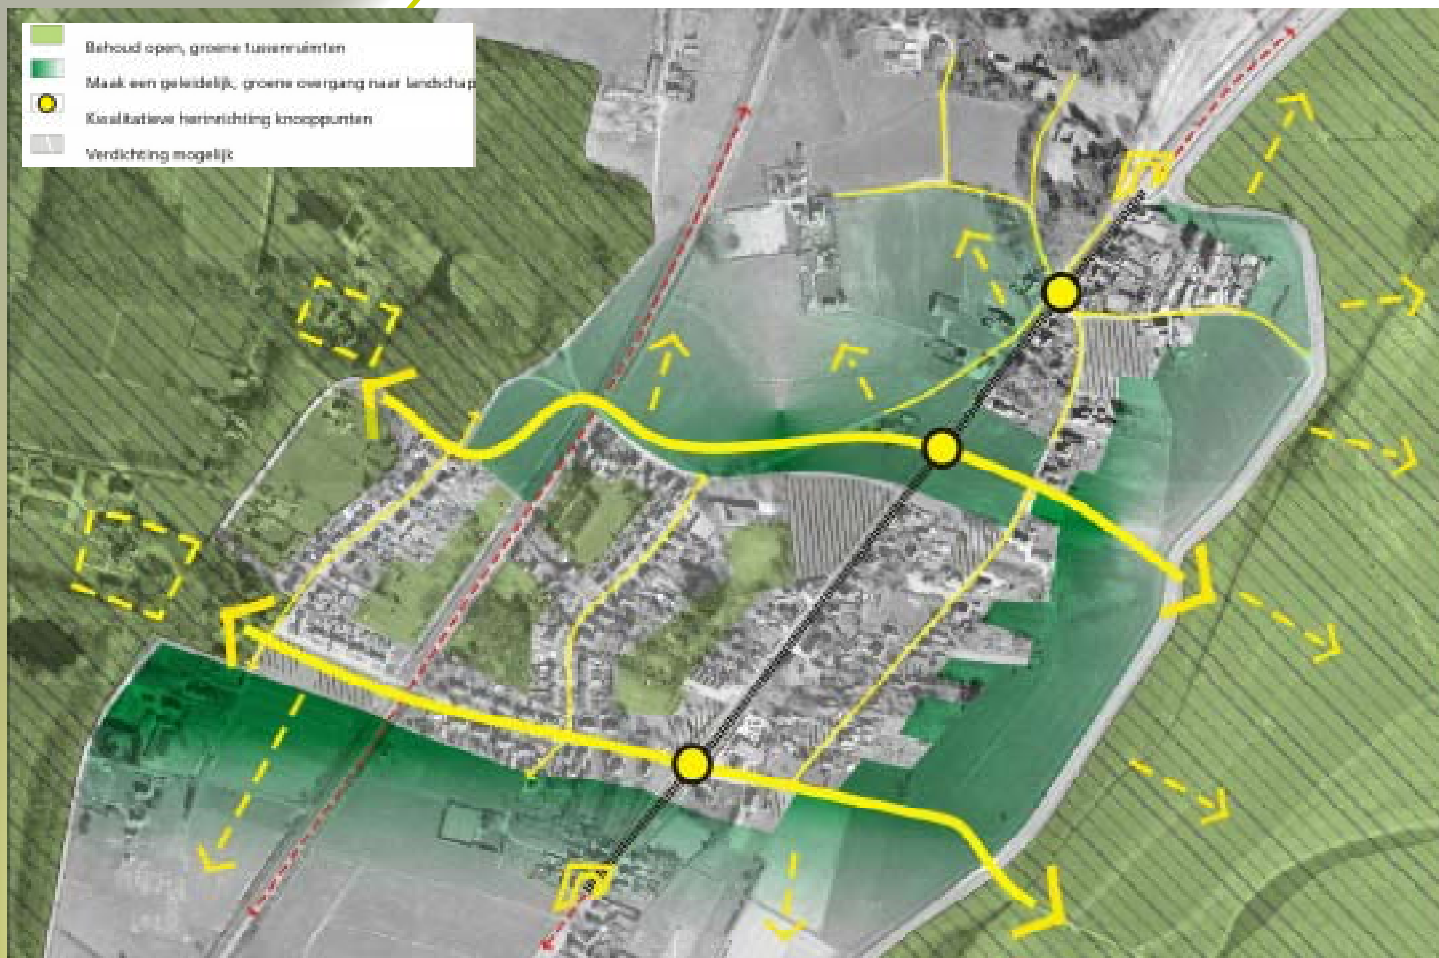 Behoud open, groene tussenruimten
Maak een geleidelijk, groene overgang naar landschap
Kwalitatieve herinrichting knooppunten
Verdichting mogelijk